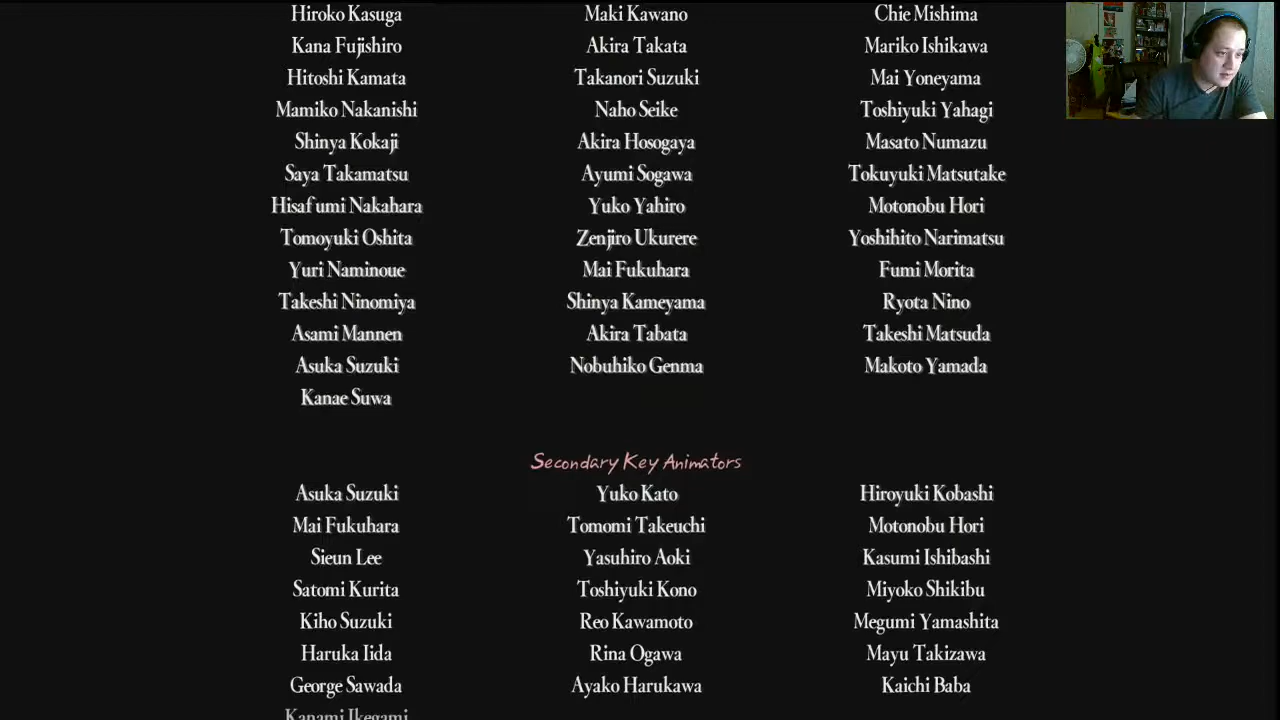 Hiroko Kasuga Maki Kawano Chie Mishima
Kana Fujishiro Akira Takata Mariko Ishikawa
Hitoshi Kamata Takanori Suzuki Mai Yoneyama
Mamiko Nakanishi Naho Seike Toshiyuki Yahagi
Shinya Kokaji Akira Hosogaya Masato Numazu
Saya Takamatsu Ayumi Sogawa Tokuyuki Matsutake
Hisafumi Nakahara Yuko Yahiro Motonobu Hori
Tomoyuki Oshita Zenjiro Ukurere Yoshihito Narimatsu
Yuri Naminoue Mai Fukuhara Fumi Morita
Takeshi Ninomiya Shinya Kameyama Ryota Nino
Asami Mannen Akira Tabata Takeshi Matsuda
Asuka Suzuki Nobuhiko Genma Makoto Yamada
Kanae Suwa
Secondary Key Animators
Asuka Suzuki Yuko Kato Hiroyuki Kobashi
Mai Fukuhara Tomomi Takeuchi Motonobu Hori
Sieun Lee Yasuhiro Aoki Kasumi Ishibashi
Satomi Kurita Toshiyuki Kono Miyoko Shikibu
Kiho Suzuki Reo Kawamoto Megumi Yamashita
Haruka Iida Rina Ogawa Mayu Takizawa
George Sawada Ayako Harukawa Kaichi Baba
Kanami Ikegami